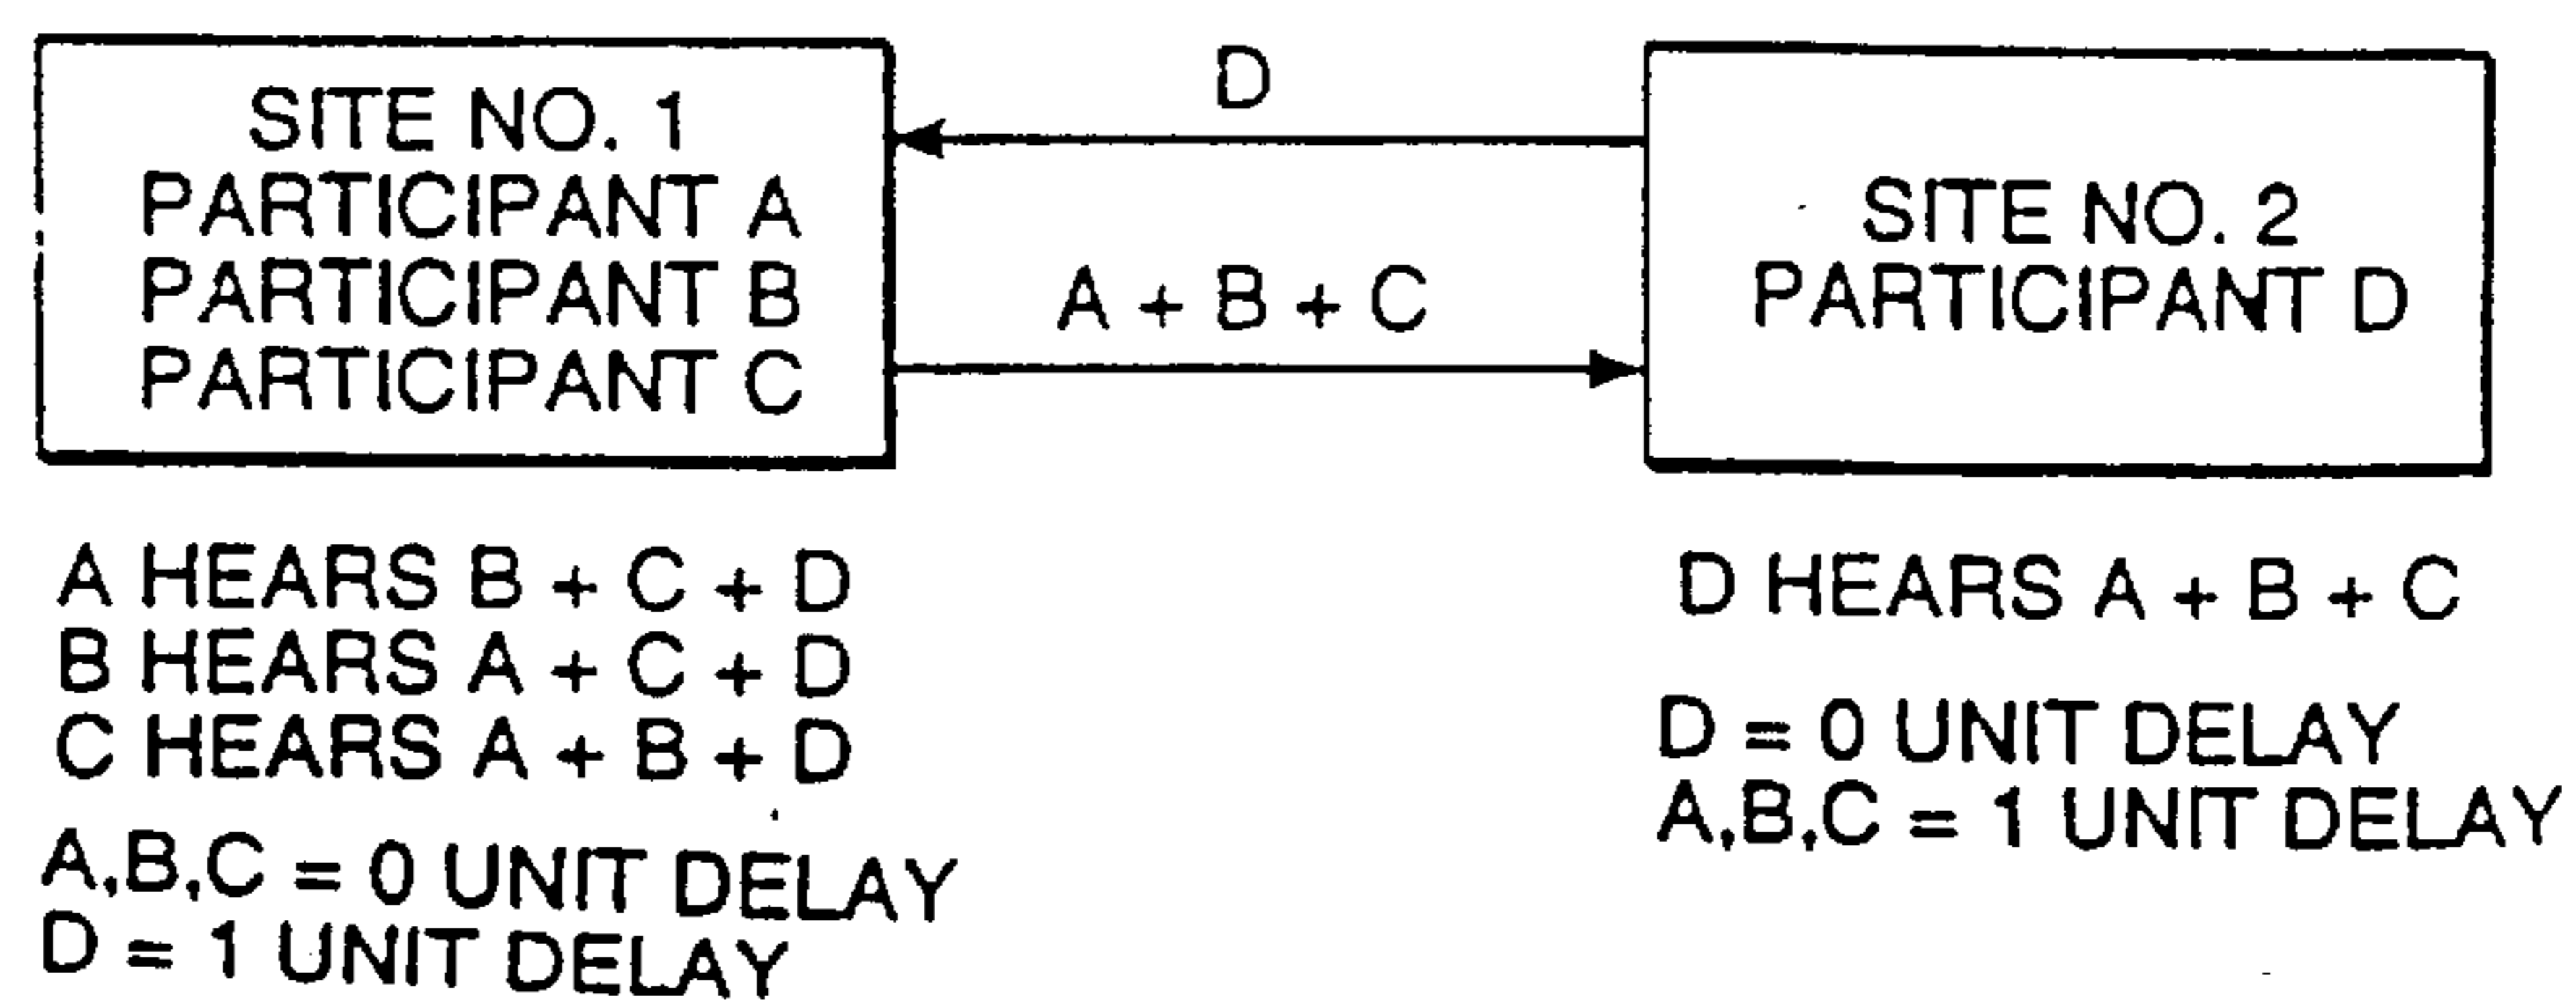 SITE NO. 1
PARTICIPANT A
PARTICIPANT B
PARTICIPANT C
D
A + B + C
SITE NO. 2
PARTICIPANT D
A HEARS B + C + D
B HEARS A + C + D
C HEARS A + B + D
A,B,C = 0 UNIT DELAY
D = 1 UNIT DELAY
D HEARS A + B + C
D = 0 UNIT DELAY
A,B,C = 1 UNIT DELAY